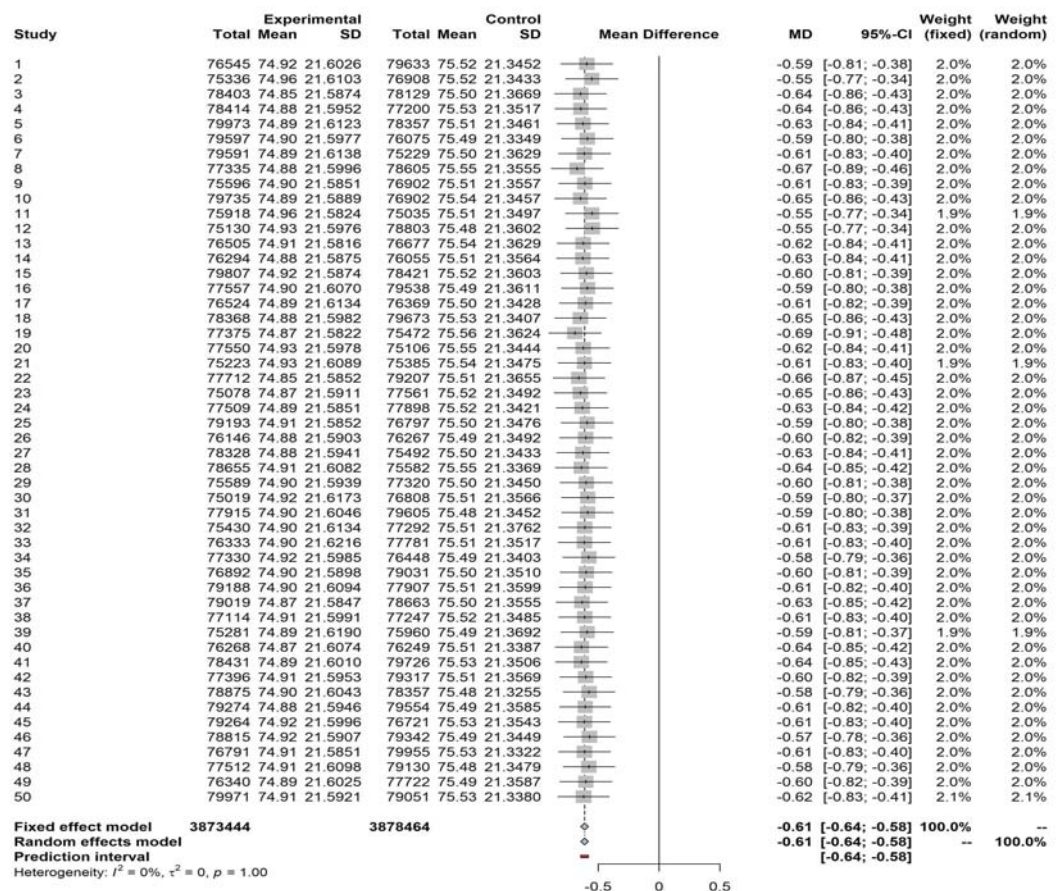 Experimental Control Weight Weight
Study Total Mean SD Total Mean SD Mean Difference MD 95%-CI (fixed) (random)
1 76545 74.92 21.6026 79633 75.52 21.3452 -0.59 [-0.81; -0.38] 2.0% 2.0%
2 75336 74.96 21.6103 76908 75.52 21.3433 -0.55 [-0.77; -0.34] 2.0% 2.0%
3 78403 74.85 21.5874 78129 75.50 21.3669 -0.64 [-0.86; -0.43] 2.0% 2.0%
4 78414 74.88 21.5952 77200 75.53 21.3517 -0.64 [-0.86; -0.43] 2.0% 2.0%
5 79973 74.89 21.6123 78357 75.51 21.3461 -0.63 [-0.84; -0.41] 2.0% 2.0%
6 79597 74.90 21.5977 76075 75.49 21.3349 -0.59 [-0.80; -0.38] 2.0% 2.0%
7 79591 74.89 21.6138 75229 75.50 21.3629 -0.61 [-0.83; -0.40] 2.0% 2.0%
8 77335 74.88 21.5996 78605 75.55 21.3555 -0.67 [-0.89; -0.46] 2.0% 2.0%
9 75596 74.90 21.5851 76902 75.51 21.3557 -0.61 [-0.83; -0.39] 2.0% 2.0%
10 79735 74.89 21.5889 76902 75.54 21.3457 -0.65 [-0.86; -0.43] 2.0% 2.0%
11 75918 74.96 21.5824 75035 75.51 21.3497 -0.55 [-0.77; -0.34] 1.9% 1.9%
12 75130 74.93 21.5976 78803 75.48 21.3602 -0.55 [-0.77; -0.34] 2.0% 2.0%
13 76505 74.91 21.5816 76677 75.54 21.3629 -0.62 [-0.84; -0.41] 2.0% 2.0%
14 76294 74.88 21.5875 76055 75.51 21.3564 -0.63 [-0.84; -0.41] 2.0% 2.0%
15 79807 74.92 21.5874 78421 75.52 21.3603 -0.60 [-0.81; -0.39] 2.0% 2.0%
16 77557 74.90 21.6070 79538 75.49 21.3611 -0.59 [-0.80; -0.38] 2.0% 2.0%
17 76524 74.89 21.6134 76369 75.50 21.3428 -0.61 [-0.82; -0.39] 2.0% 2.0%
18 78368 74.88 21.5982 79673 75.53 21.3407 -0.65 [-0.86; -0.43] 2.0% 2.0%
19 77375 74.87 21.5822 75472 75.56 21.3624 -0.69 [-0.91; -0.48] 2.0% 2.0%
20 77550 74.93 21.5978 75106 75.55 21.3444 -0.62 [-0.84; -0.41] 2.0% 2.0%
21 75223 74.93 21.6089 75385 75.54 21.3475 -0.61 [-0.83; -0.40] 1.9% 1.9%
22 77712 74.85 21.5852 79207 75.51 21.3655 -0.66 [-0.87; -0.45] 2.0% 2.0%
23 75078 74.87 21.5911 77561 75.52 21.3492 -0.65 [-0.86; -0.43] 2.0% 2.0%
24 77509 74.89 21.5851 77898 75.52 21.3421 -0.63 [-0.84; -0.42] 2.0% 2.0%
25 79193 74.91 21.5852 76797 75.50 21.3476 -0.59 [-0.80; -0.38] 2.0% 2.0%
26 76146 74.88 21.5903 76267 75.49 21.3492 -0.60 [-0.82; -0.39] 2.0% 2.0%
27 78328 74.88 21.5941 75492 75.50 21.3433 -0.63 [-0.84; -0.41] 2.0% 2.0%
28 78655 74.91 21.6082 75582 75.55 21.3369 -0.64 [-0.85; -0.42] 2.0% 2.0%
29 75589 74.90 21.5939 77320 75.50 21.3450 -0.60 [-0.81; -0.38] 2.0% 2.0%
30 75019 74.92 21.6173 76808 75.51 21.3566 -0.59 [-0.80; -0.37] 2.0% 2.0%
31 77915 74.90 21.6046 79605 75.48 21.3452 -0.59 [-0.80; -0.38] 2.0% 2.0%
32 75430 74.90 21.6134 77292 75.51 21.3762 -0.61 [-0.83; -0.39] 2.0% 2.0%
33 76333 74.90 21.6216 77781 75.51 21.3517 -0.61 [-0.83; -0.40] 2.0% 2.0%
34 77330 74.92 21.5985 76448 75.49 21.3403 -0.58 [-0.79; -0.36] 2.0% 2.0%
35 76892 74.90 21.5898 79031 75.50 21.3510 -0.60 [-0.81; -0.39] 2.0% 2.0%
36 79188 74.90 21.6094 77907 75.51 21.3599 -0.61 [-0.82; -0.40] 2.0% 2.0%
37 79019 74.87 21.5847 78663 75.50 21.3555 -0.63 [-0.85; -0.42] 2.0% 2.0%
38 77114 74.91 21.5991 77247 75.52 21.3485 -0.61 [-0.83; -0.40] 2.0% 2.0%
39 75281 74.89 21.6190 75960 75.49 21.3692 -0.59 [-0.81; -0.37] 1.9% 1.9%
40 76268 74.87 21.6074 76249 75.51 21.3387 -0.64 [-0.85; -0.42] 2.0% 2.0%
41 78431 74.89 21.6010 79726 75.53 21.3506 -0.64 [-0.85; -0.43] 2.0% 2.0%
42 77396 74.91 21.5953 79317 75.51 21.3569 -0.60 [-0.82; -0.39] 2.0% 2.0%
43 78875 74.90 21.6043 78357 75.48 21.3255 -0.58 [-0.79; -0.36] 2.0% 2.0%
44 79274 74.88 21.5946 79554 75.49 21.3585 -0.61 [-0.82; -0.40] 2.0% 2.0%
45 79264 74.92 21.5996 76721 75.53 21.3543 -0.61 [-0.83; -0.40] 2.0% 2.0%
46 78815 74.92 21.5907 79342 75.49 21.3449 -0.57 [-0.78; -0.36] 2.0% 2.0%
47 76791 74.91 21.5851 79955 75.53 21.3322 -0.61 [-0.83; -0.40] 2.0% 2.0%
48 77512 74.91 21.6098 79130 75.48 21.3479 -0.58 [-0.79; -0.36] 2.0% 2.0%
49 76340 74.89 21.6025 77722 75.49 21.3587 -0.60 [-0.82; -0.39] 2.0% 2.0%
50 79971 74.91 21.5921 79051 75.53 21.3380 -0.62 [-0.83; -0.41] 2.1% 2.1%
Fixed effect model 3873444 3878464 -0.61 [-0.64; -0.58] 100.0% --
Random effects model -0.61 [-0.64; -0.58] -- 100.0%
Prediction interval [-0.64; -0.58]
Heterogeneity: I² = 0%, τ² = 0, p = 1.00
-0.5 0 0.5